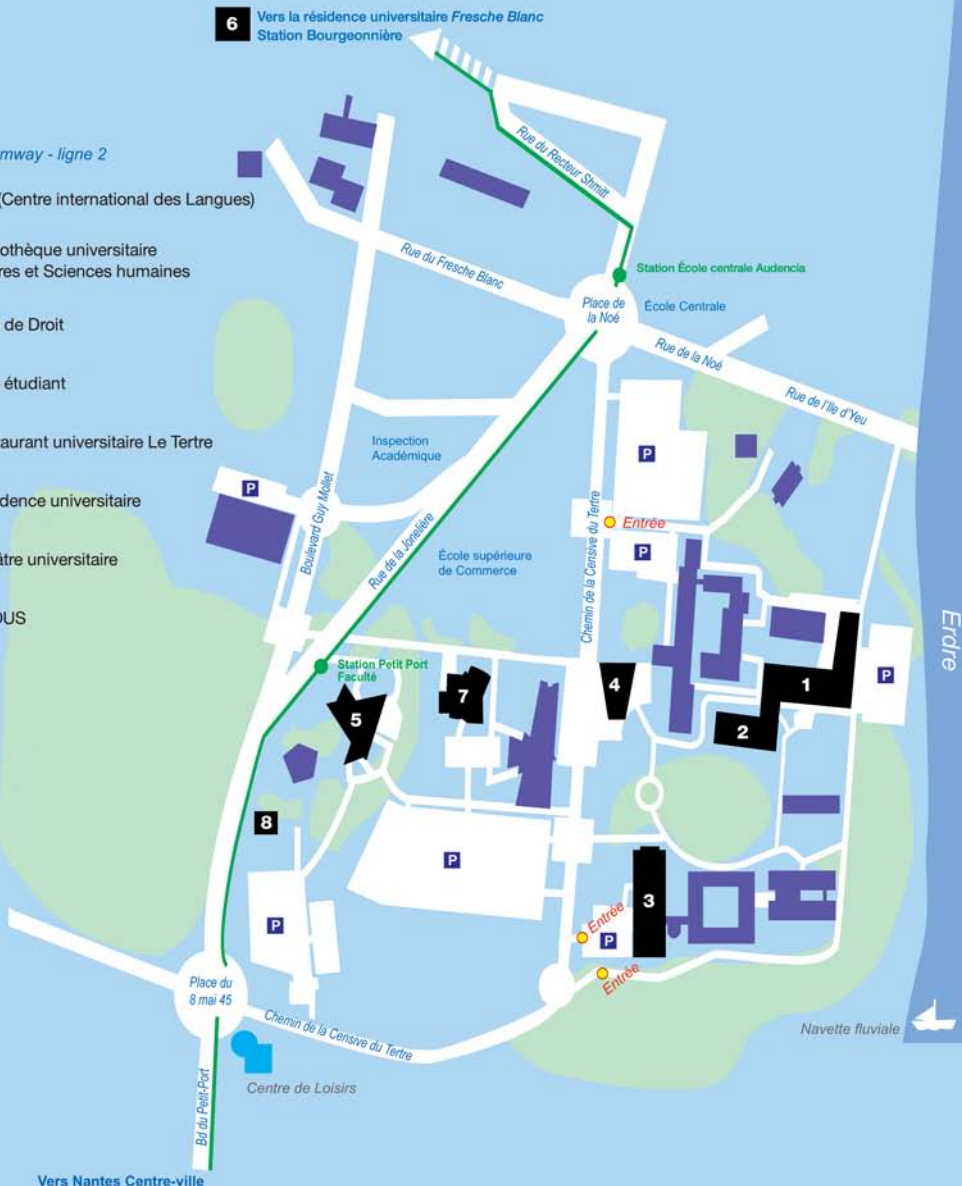 6
Vers la résidence universitaire Fresche Blanc
Station Bourgeonnière
mway - ligne 2
(Centre international des Langues)
othèque universitaire
res et Sciences humaines
de Droit
étudiant
taurant universitaire Le Tertre
dence universitaire
âtre universitaire
OUS
Rue du Recteur Shmitt
Rue du Fresche Blanc
Station École centrale Audencia
Place de
la Noé
École Centrale
Rue de la Noé
Rue de l'Ile d'Yeu
Inspection
Académique
P
P
Boulevard Guy Mollet
Rue de la Jonelière
École supérieure
de Commerce
Chemin de la Censive du Tertre
Entrée
P
Erdre
Station Petit Port
Faculté
5
7
4
1
P
2
8
P
3
P
Entrée
P
Entrée
Place du
8 mai 45
Chemin de la Censive du Tertre
Navette fluviale
Centre de Loisirs
Bd du Petit-Port
Vers Nantes Centre-ville